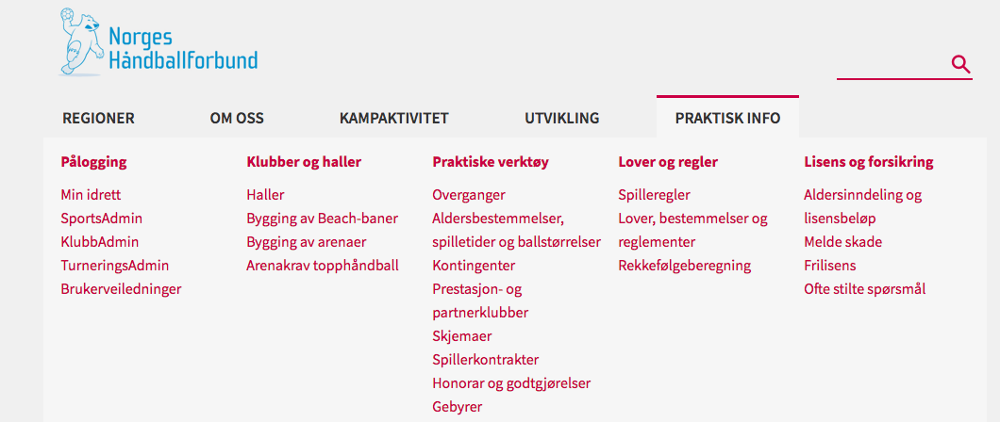 Norges
Håndballforbund
REGIONER
OM OSS
KAMPAKTIVITET
UTVIKLING
PRAKTISK INFO
Pålogging
Min idrett
SportsAdmin
KlubbAdmin
TurneringsAdmin
Brukerveiledninger
Klubber og haller
Haller
Bygging av Beach-baner
Bygging av arenaer
Arenakrav topphåndball
Praktiske verktøy
Overganger
Aldersbestemmelser,
spilletider og ballstørrelser
Kontingenter
Prestasjon- og
partnerklubber
Skjemaer
Spillerkontrakter
Honorar og godtgjørelser
Gebyrer
Lover og regler
Spilleregler
Lover, bestemmelser og
reglementer
Rekkefølgeberegning
Lisens og forsikring
Aldersinndeling og
lisensbeløp
Melde skade
Frilisens
Ofte stilte spørsmål